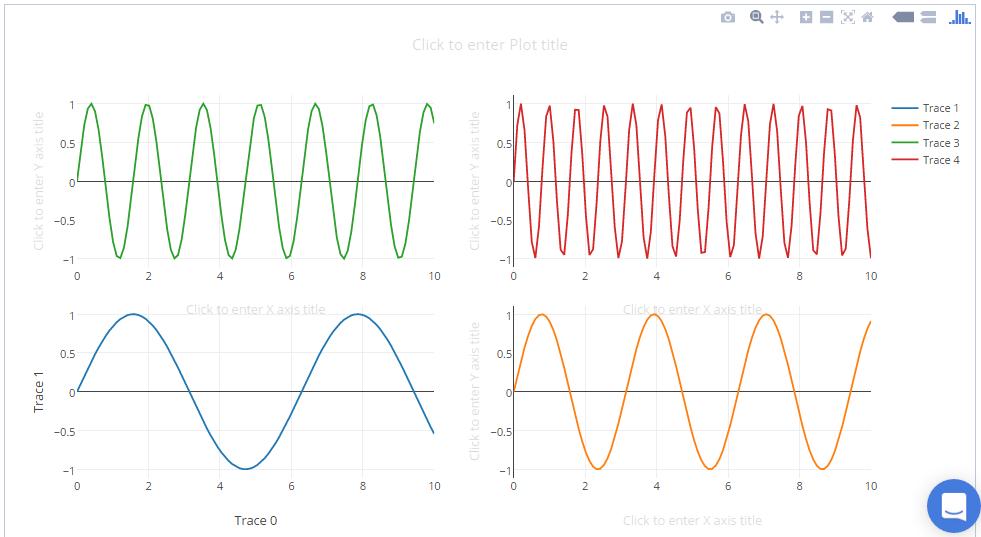 Click to enter Plot title
Click to enter Y axis title
1
0.5
0
−0.5
−1
0 2 4 6 8 10
Click to enter X axis title
Click to enter Y axis title
1
0.5
0
−0.5
−1
0 2 4 6 8 10
Click to enter X axis title
Trace 1
Trace 2
Trace 3
Trace 4
Trace 1
1
0.5
0
−0.5
−1
0 2 4 6 8 10
Trace 0
Click to enter Y axis title
1
0.5
0
−0.5
−1
0 2 4 6 8 10
Click to enter X axis title